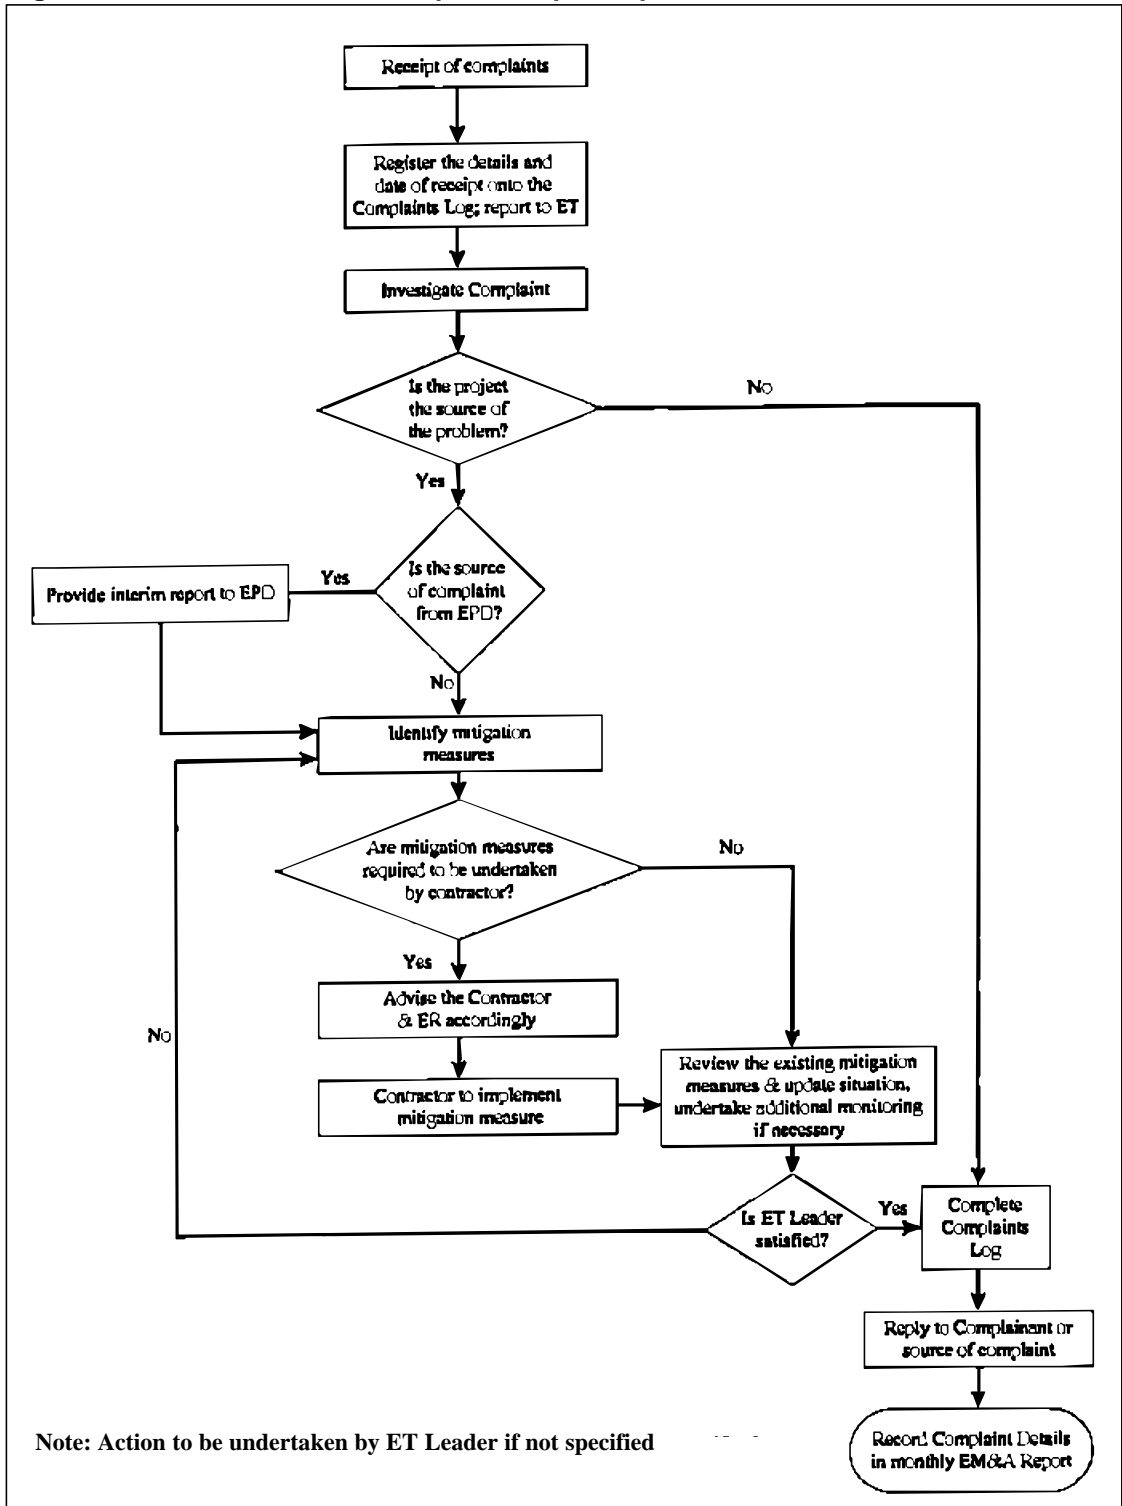 Receipt of complaints
Register the details and
date of receipt onto the
Complaints Log; report to ET
Investigate Complaint
Is the project
the source of
the problem?
No
Yes
Is the source
of complaint
from EPD?
Yes
Provide interim report to EPD
No
Identify mitigation
measures
Are mitigation measures
required to be undertaken
by contractor?
No
Yes
Advise the Contractor
& ER accordingly
No
Contractor to implement
mitigation measure
Review the existing mitigation
measures & update situation,
undertake additional monitoring
if necessary
Is ET Leader
satisfied?
Yes
Complete
Complaints
Log
Reply to Complainant or
source of complaint
Record Complaint Details
in monthly EM&A Report
Note: Action to be undertaken by ET Leader if not specified